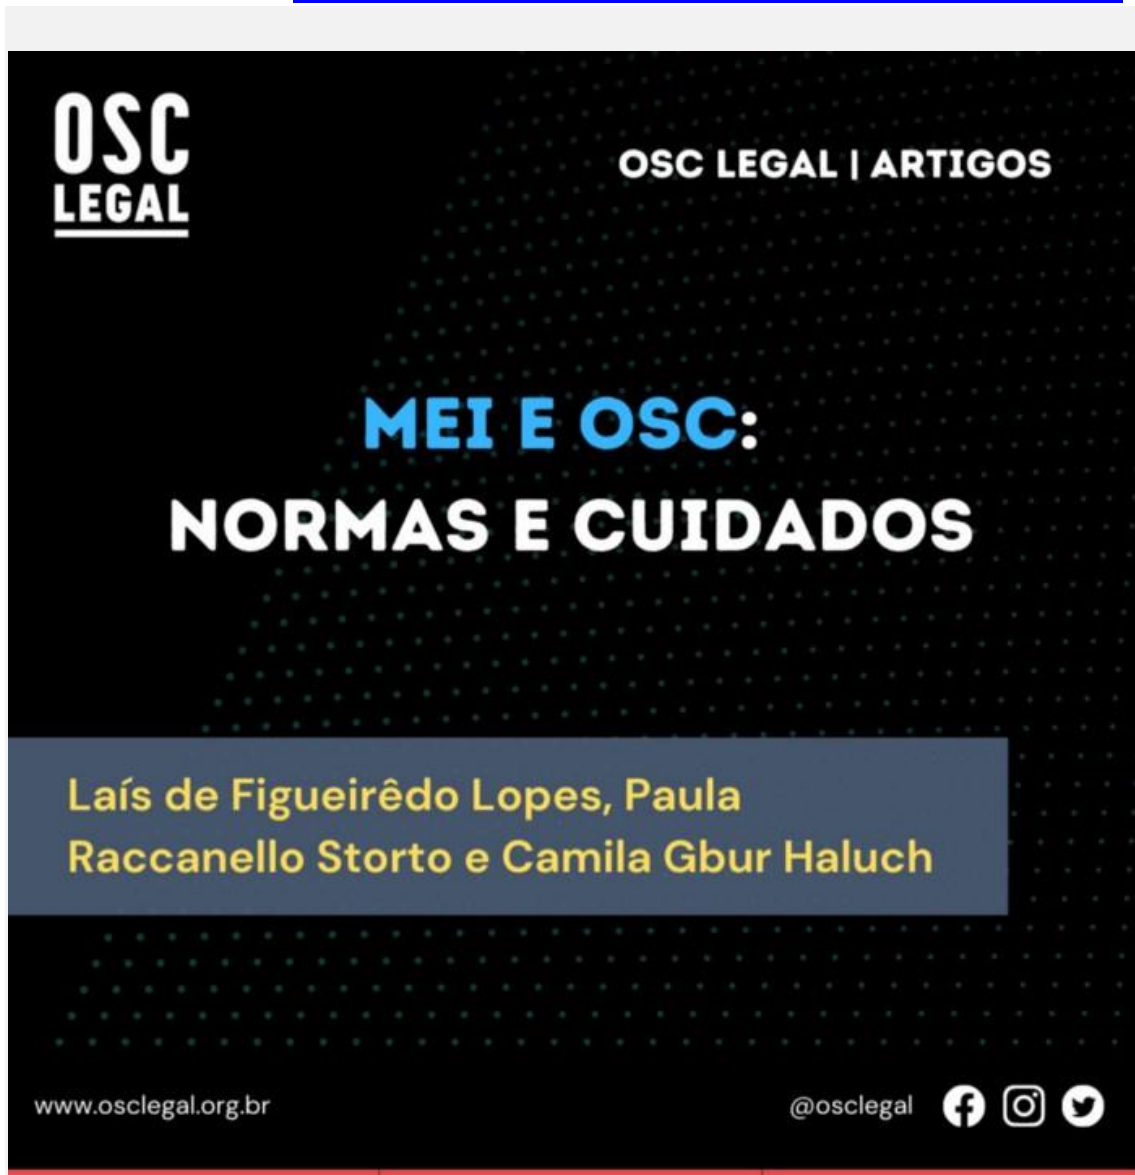 OSC
LEGAL
OSC LEGAL | ARTIGOS
MEI E OSC:
NORMAS E CUIDADOS
Laís de Figueirêdo Lopes, Paula
Raccanello Storto e Camila Gbur Haluch
www.osclegal.org.br
@osclegal